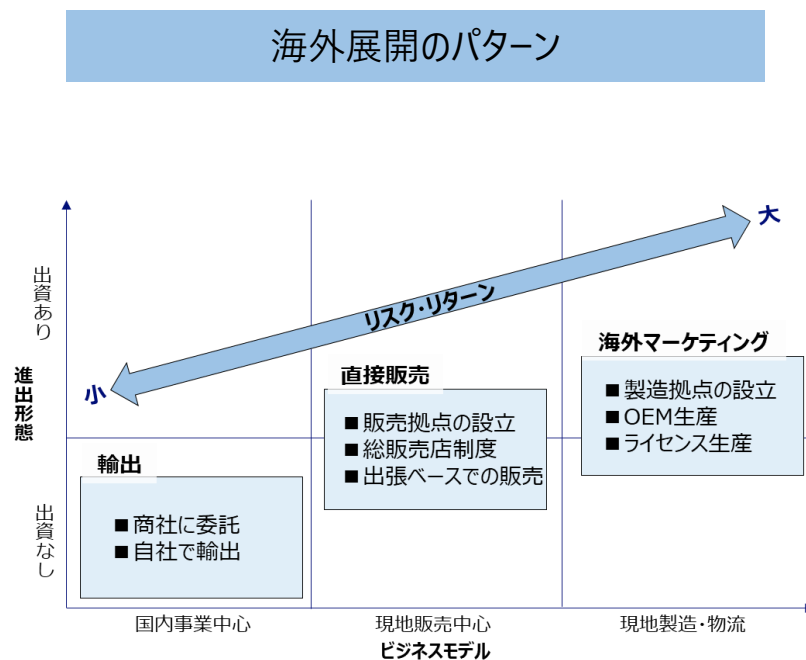 海外展開のパターン
大
リスク・リターン
小
進出形態
出資あり
出資なし
海外マーケティング
■製造拠点の設立
■OEM生産
■ライセンス生産
直接販売
■販売拠点の設立
■総販売店制度
■出張ベースでの販売
輸出
■商社に委託
■自社で輸出
国内事業中心
現地販売中心
現地製造・物流
ビジネスモデル